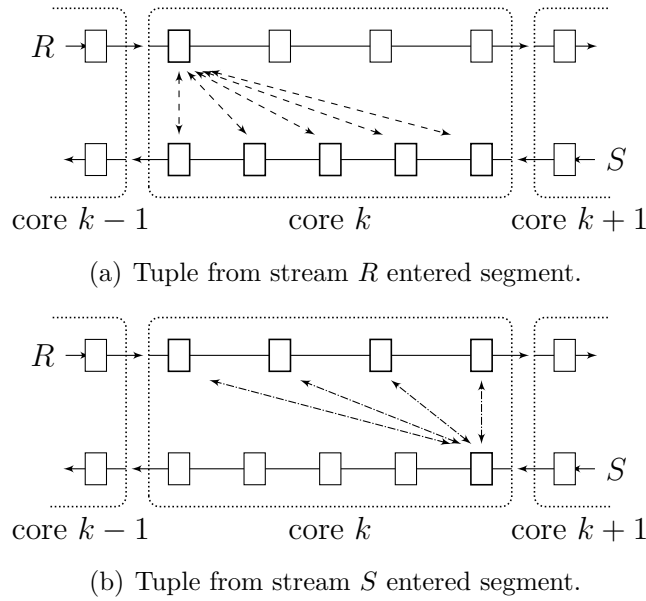 R
S
core k − 1 core k core k + 1
(a) Tuple from stream R entered segment.
R
S
core k − 1 core k core k + 1
(b) Tuple from stream S entered segment.